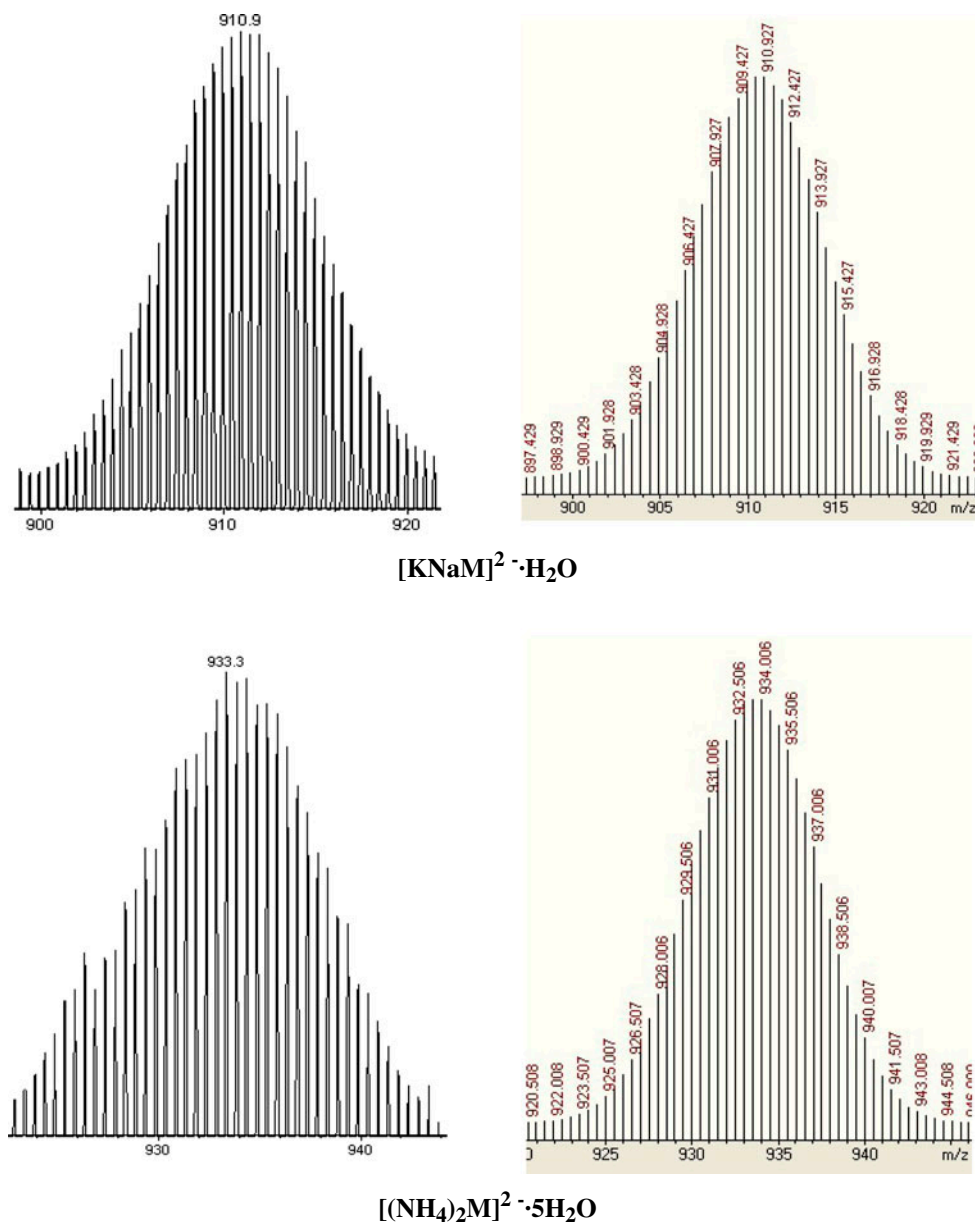 910.9
900 910 920
897.429 898.929 900.429 901.928 903.428 904.928 906.427 907.927 909.427 910.927 912.427 913.927 915.427 916.928 918.428 919.929 921.429
900 905 910 915 920 m/z
[KNaM]2 -·H2O
933.3
930 940
920.508 922.008 923.507 925.007 926.507 928.006 929.506 931.006 932.506 934.006 935.506 937.006 938.506 940.007 941.507 943.008 944.508
0 925 930 935 940 m/z
[(NH4)2M]2 -·5H2O